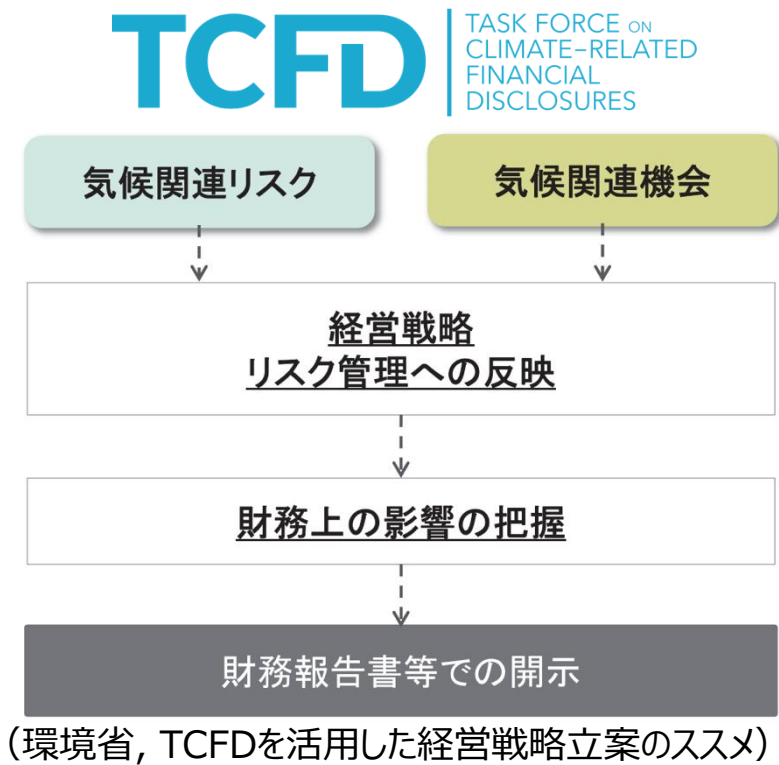 TCFD
TASK FORCE ON
CLIMATE-RELATED
FINANCIAL
DISCLOSURES
気候関連リスク
気候関連機会
経営戦略
リスク管理への反映
財務上の影響の把握
財務報告書等での開示
(環境省, TCFDを活用した経営戦略立案のススメ)